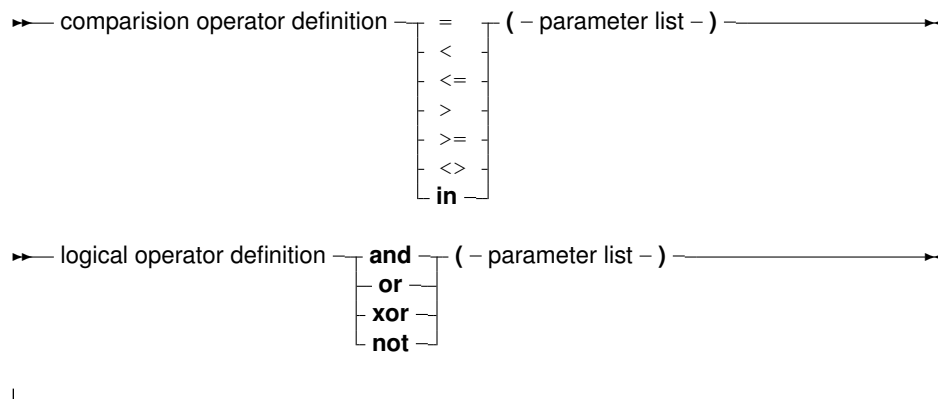 comparision operator definition = ( parameter list )
<
<=
>
>=
<>
in
logical operator definition and ( parameter list )
or
xor
not